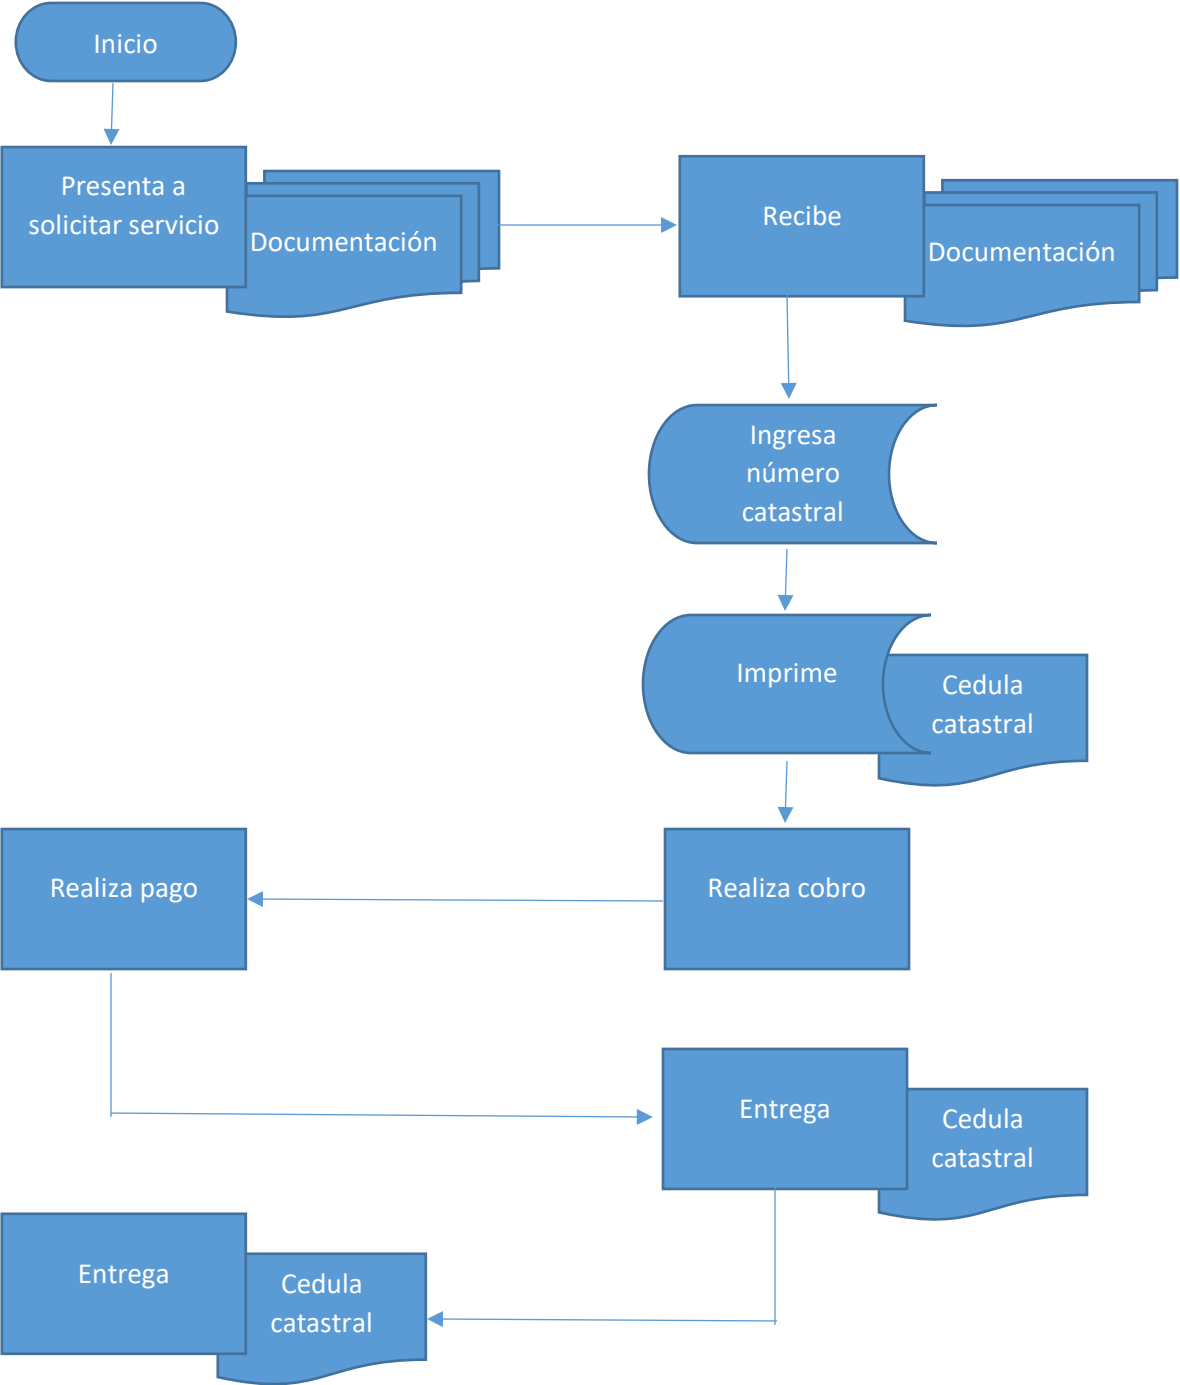 Inicio
Presenta a
solicitar servicio
Documentación
Recibe
Documentación
Ingresa
número
catastral
Imprime
Cedula
catastral
Realiza pago
Realiza cobro
Entrega
Cedula
catastral
Entrega
Cedula
catastral